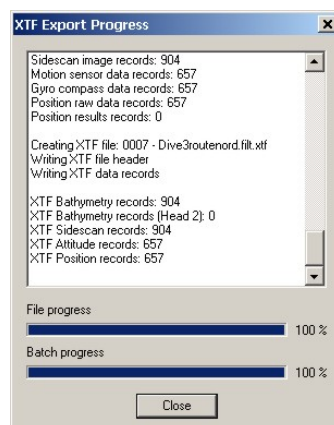 XTF Export Progress
Sidescan image records: 904
Motion sensor data records: 657
Gyro compass data records: 657
Position raw data records: 657
Position results records: 0
Creating XTF file: 0007 - Dive3routenord.filt.xtf
Writing XTF file header
Writing XTF data records
XTF Bathymetry records: 904
XTF Bathymetry records (Head 2): 0
XTF Sidescan records: 904
XTF Attitude records: 657
XTF Position records: 657
File progress
100 %
Batch progress
100 %
Close